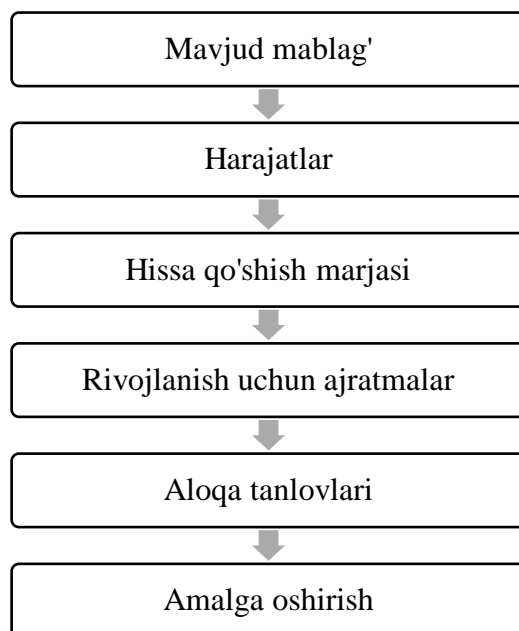 Mavjud mablag'
Harajatlar
Hissa qo'shish marjasi
Rivojlanish uchun ajratmalar
Aloqa tanlovlari
Amalga oshirish